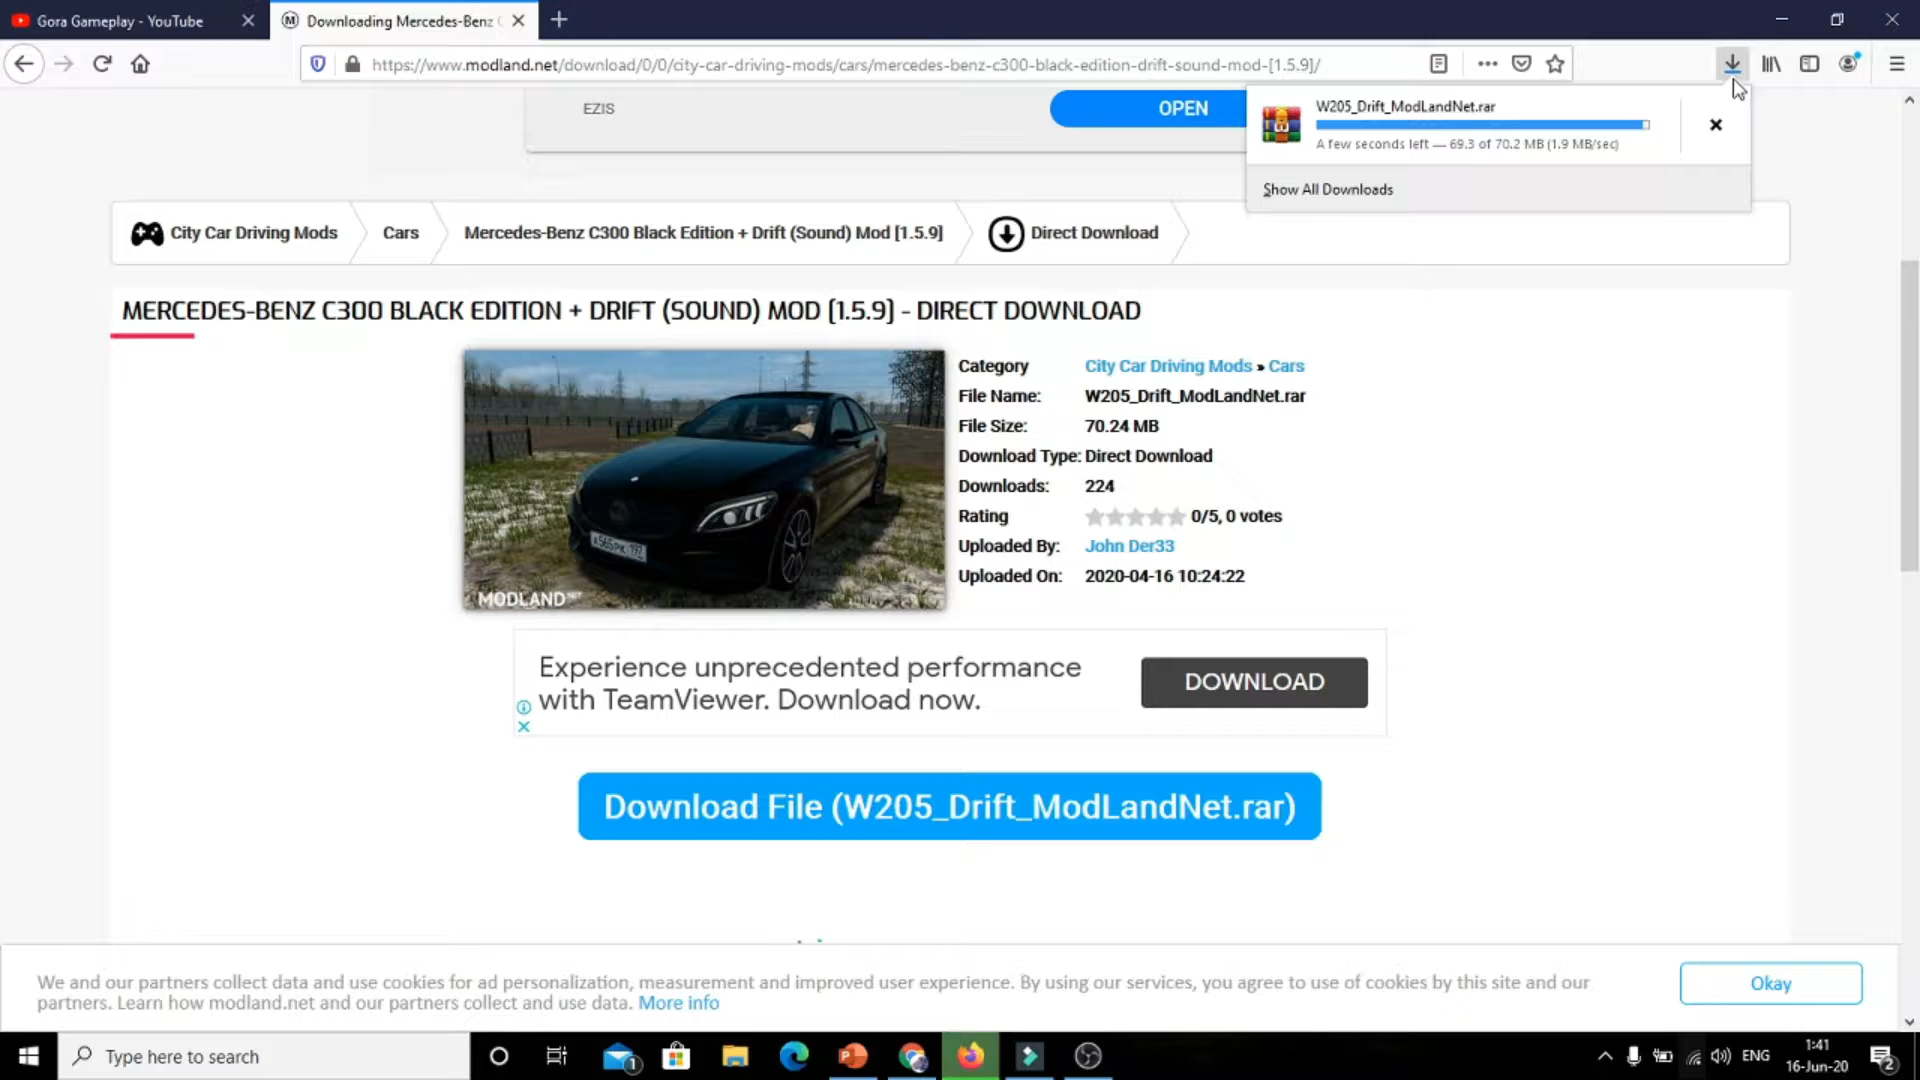 Gora Gameplay - YouTube
Downloading Mercedes-Benz
https://www.modland.net/download/0/0/city-car-driving-mods/cars/mercedes-benz-c300-black-edition-drift-sound-mod-[1.5.9]/
EZIS
OPEN
W205_Drift_ModLandNet.rar
A few seconds left — 69.3 of 70.2 MB (1.9 MB/sec)
Show All Downloads
City Car Driving Mods Cars Mercedes-Benz C300 Black Edition + Drift (Sound) Mod [1.5.9] Direct Download
MERCEDES-BENZ C300 BLACK EDITION + DRIFT (SOUND) MOD [1.5.9] - DIRECT DOWNLOAD
Category City Car Driving Mods » Cars
File Name: W205_Drift_ModLandNet.rar
File Size: 70.24 MB
Download Type: Direct Download
Downloads: 224
Rating 0/5, 0 votes
Uploaded By: John Der33
Uploaded On: 2020-04-16 10:24:22
A565PK 197
MODLAND.NET
Experience unprecedented performance
with TeamViewer. Download now.
DOWNLOAD
Download File (W205_Drift_ModLandNet.rar)
We and our partners collect data and use cookies for ad personalization, measurement and improved user experience. By using our services, you agree to use of cookies by this site and our
partners. Learn how modland.net and our partners collect and use data. More info
Okay
Type here to search
1
ENG
1:41
16-Jun-20
2